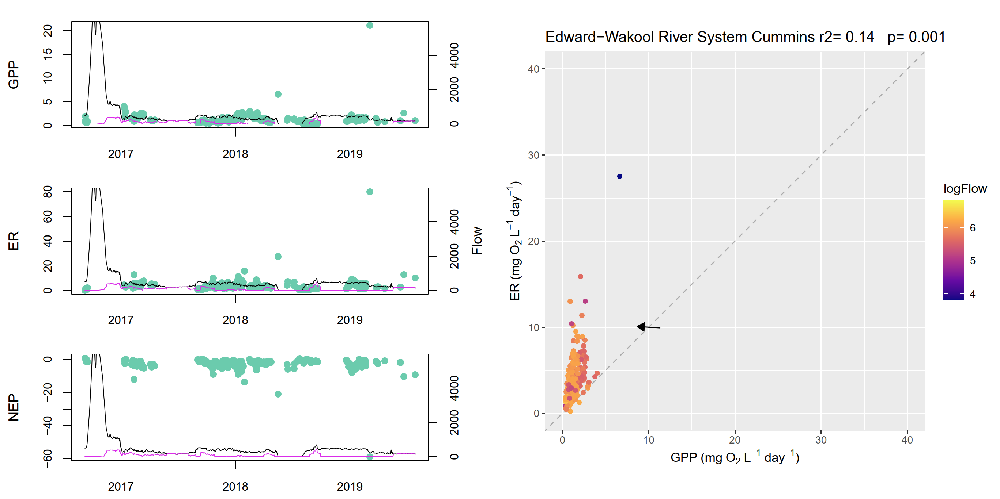 GPP
20
15
10
5
0
4000
2000
0
2017 2018 2019
ER
80
60
40
20
0
4000
2000
0
Flow
2017 2018 2019
NEP
0
−20
−40
−60
4000
2000
0
2017 2018 2019
Edward−Wakool River System Cummins r2= 0.14 p= 0.001
ER (mg O₂ L⁻¹ day⁻¹)
40
30
20
10
0
0 10 20 30 40
GPP (mg O₂ L⁻¹ day⁻¹)
logFlow
6
5
4